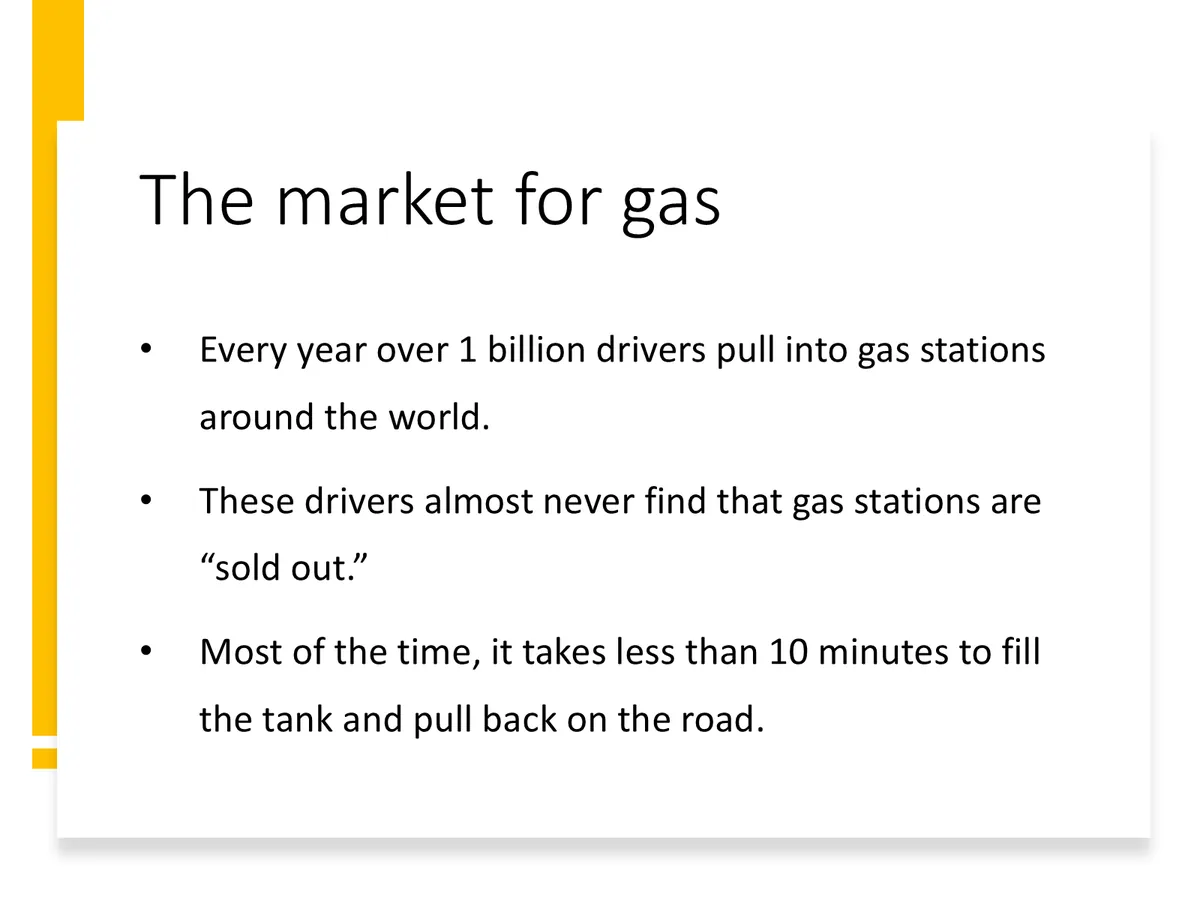 The market for gas
• Every year over 1 billion drivers pull into gas stations
around the world.
• These drivers almost never find that gas stations are
“sold out.”
• Most of the time, it takes less than 10 minutes to fill
the tank and pull back on the road.